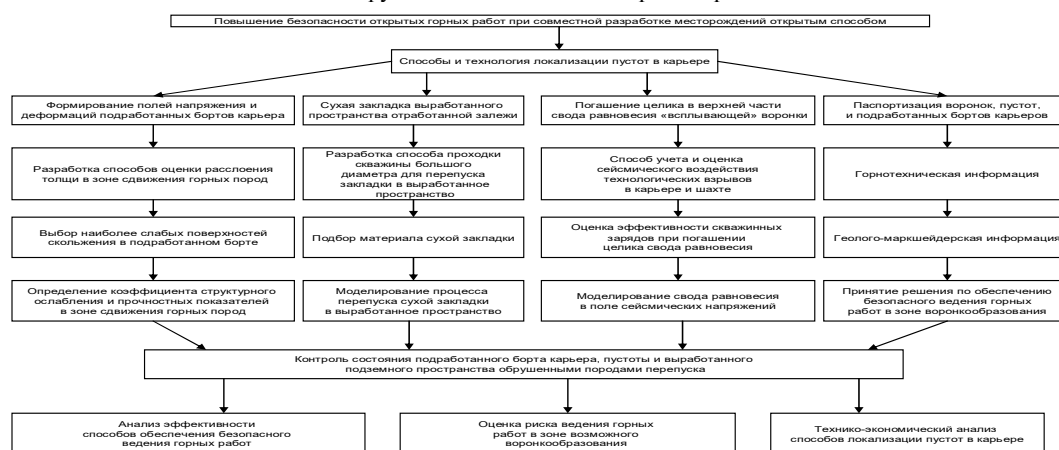 Повышение безопасности открытых горных работ при совместной разработке месторождений открытым способом
Способы и технология локализации пустот в карьере
Формирование полей напряжения и
деформаций подработанных бортов карьера
Сухая закладка выработанного
пространства отработанной залежи
Погашение целика в верхней части
свода равновесия «всплывающей» воронки
Паспортизация воронок, пустот,
и подработанных бортов карьеров
Разработка способов оценки расслоения
толщи в зоне сдвижения горных пород
Разработка способа проходки
скважины большого
диаметра для перепуска
закладки в выработанное
пространство
Способ учета и оценка
сейсмического воздействия
технологических взрывов
в карьере и шахте
Горнотехническая информация
Выбор наиболее слабых поверхностей
скольжения в подработанном борте
Подбор материала сухой закладки
Оценка эффективности скважинных
зарядов при погашении
целика свода равновесия
Геолого-маркшейдерская информация
Определение коэффициента структурного
ослабления и прочностных показателей
в зоне сдвижения горных пород
Моделирование процесса
перепуска сухой закладки
в выработанное пространство
Моделирование свода равновесия
в поле сейсмических напряжений
Принятие решения по обеспечению
безопасного ведения горных
работ в зоне воронкообразования
Контроль состояния подработанного борта карьера, пустоты и выработанного
подземного пространства обрушенными породами перепуска
Анализ эффективности
способов обеспечения безопасного
ведения горных работ
Оценка риска ведения горных
работ в зоне возможного
воронкообразования
Технико-экономический анализ
способов локализации пустот в карьере